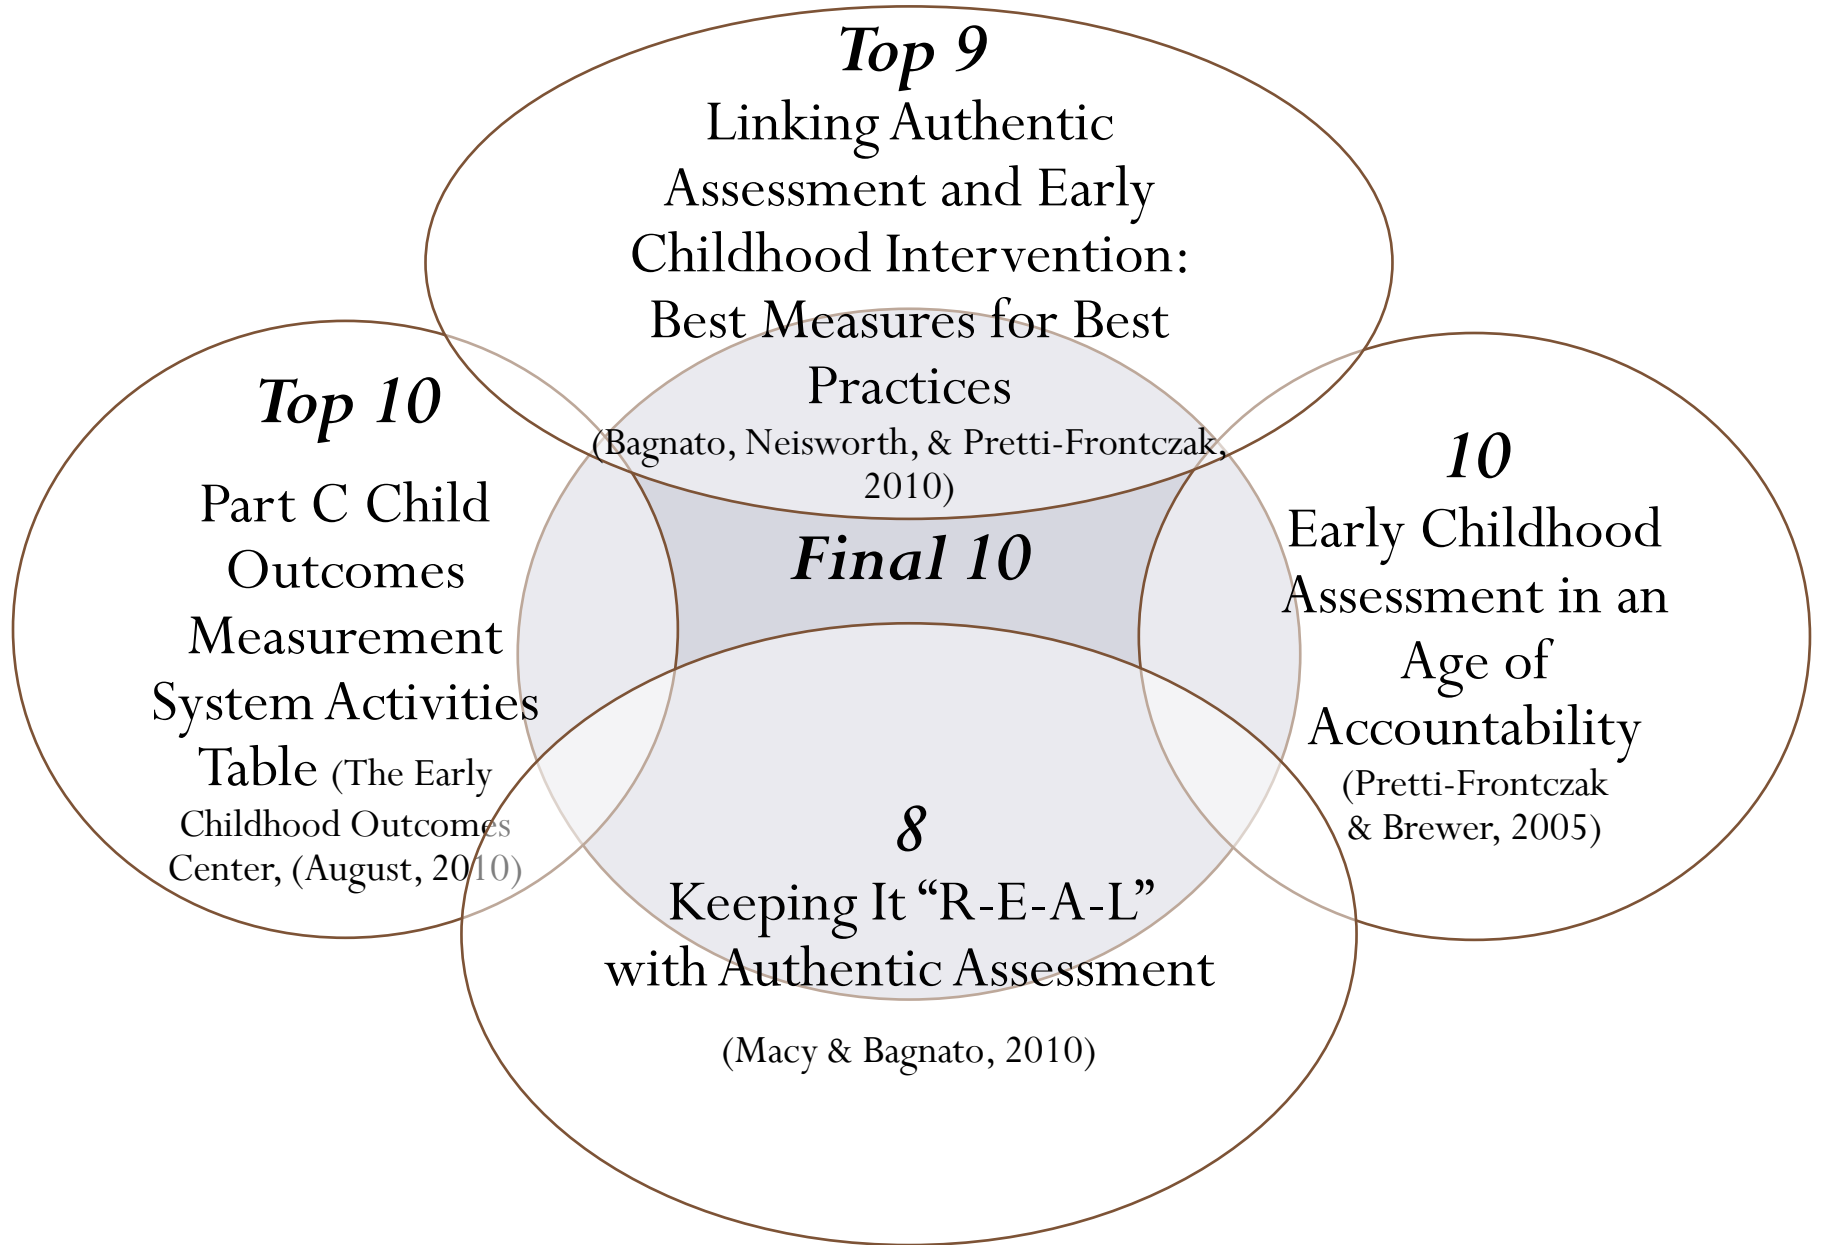 Top 9
Linking Authentic
Assessment and Early
Childhood Intervention:
Best Measures for Best
Practices
(Bagnato, Neisworth, & Pretti-Frontczak,
2010)
Top 10
Part C Child
Outcomes
Measurement
System Activities
Table (The Early
Childhood Outcomes
Center, (August, 2010)
Final 10
10
Early Childhood
Assessment in an
Age of
Accountability
(Pretti-Frontczak
& Brewer, 2005)
8
Keeping It “R-E-A-L”
with Authentic Assessment
(Macy & Bagnato, 2010)